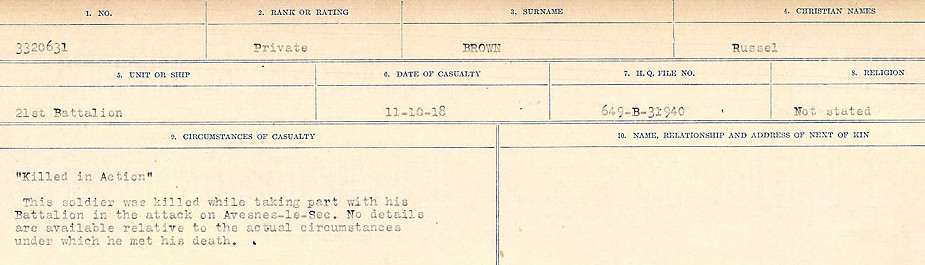 1. NO. 2. RANK OR RATING 3. SURNAME 4. CHRISTIAN NAMES
3320631 Private BROWN Russel
5. UNIT OR SHIP 6. DATE OF CASUALTY 7. H.Q. FILE NO. 8. RELIGION
21st Battalion 11-10-18 649-B-31940 Not stated
9. CIRCUMSTANCES OF CASUALTY 10. NAME, RELATIONSHIP AND ADDRESS OF NEXT OF KIN
"Killed in Action"
This soldier was killed while taking part with his
Battalion in the attack on Avesnes-le-Sec. No details
are available relative to the actual circumstances
under which he met his death.